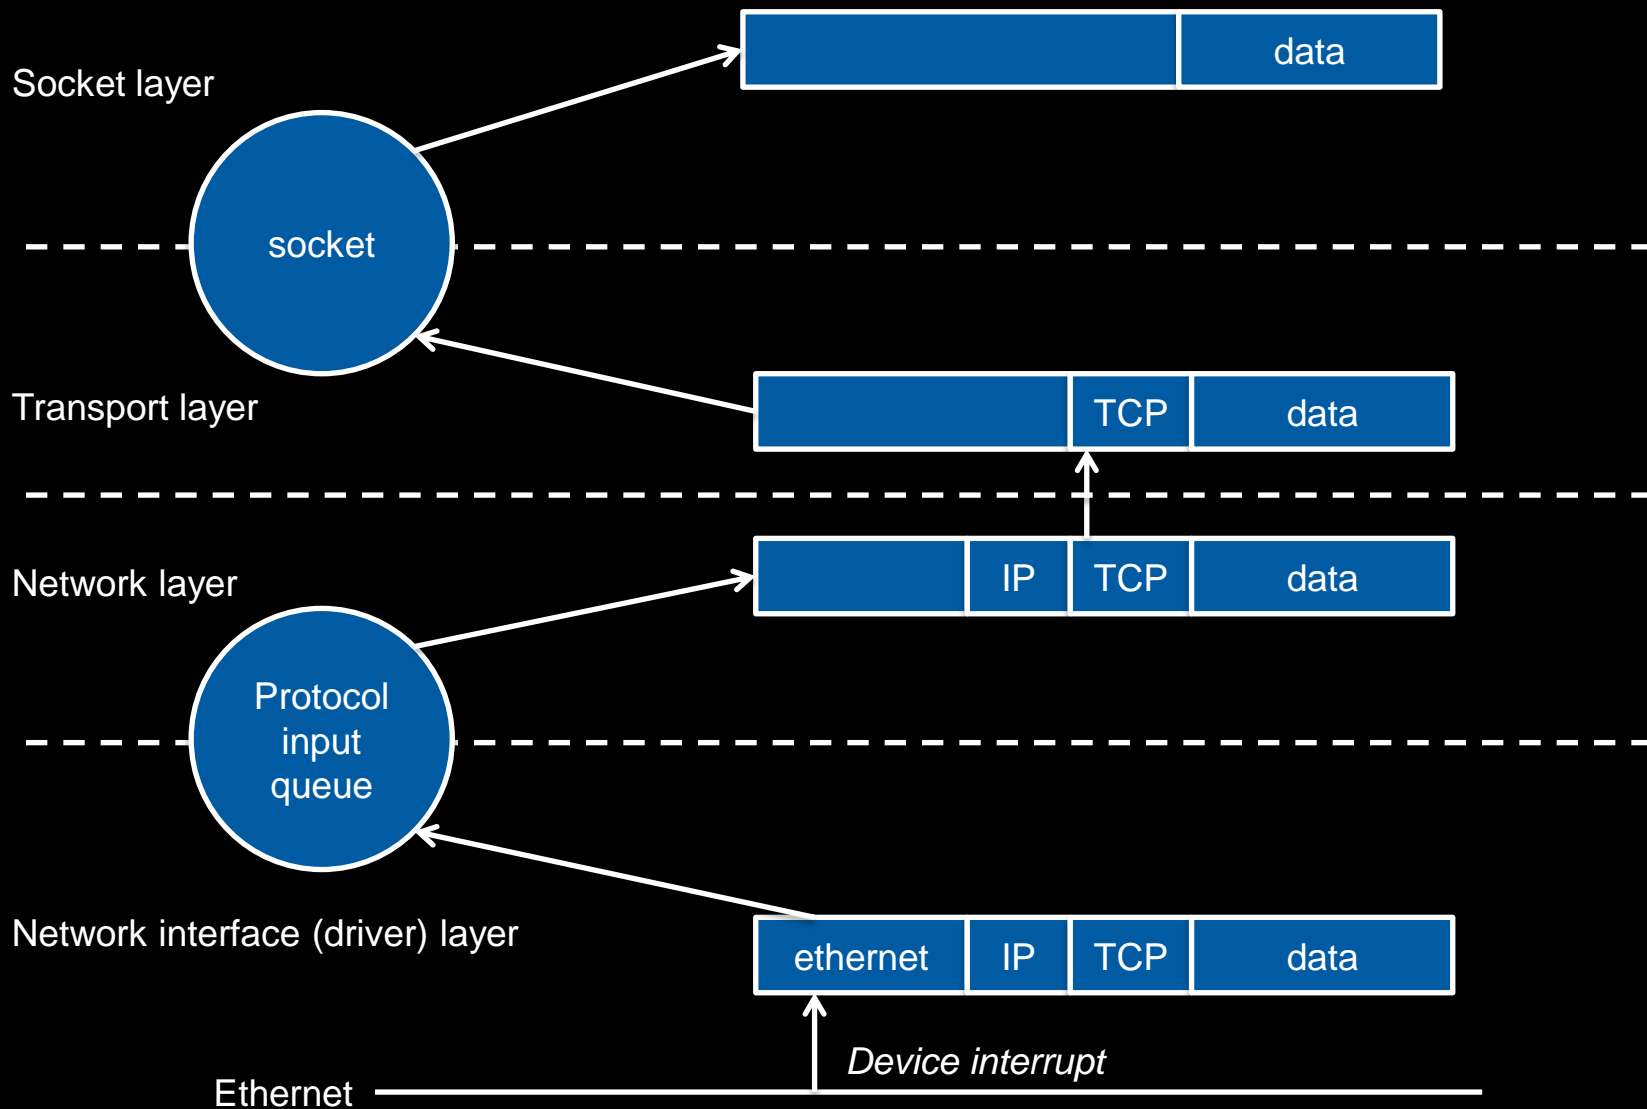 data
Socket layer
socket
Transport layer
TCP
data
Network layer
IP
TCP
data
Protocol
input
queue
Network interface (driver) layer
ethernet
IP
TCP
data
Device interrupt
Ethernet